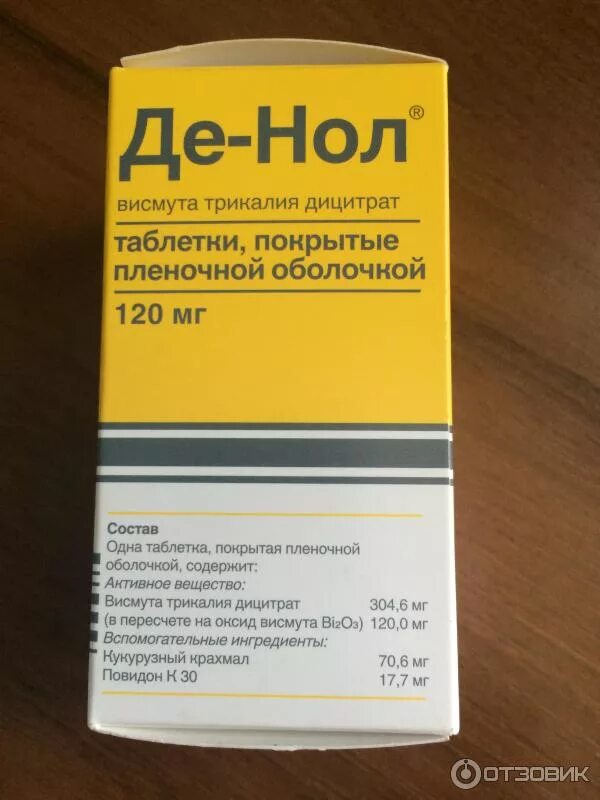 Де-Нол®
висмута трикалия дицитрат
таблетки, покрытые
пленочной оболочкой
120 мг
Состав
Одна таблетка, покрытая пленочной
оболочкой, содержит:
Активное вещество:
Висмута трикалия дицитрат 304,6 мг
(в пересчете на оксид висмута Bi₂O₃) 120,0 мг
Вспомогательные ингредиенты:
Кукурузный крахмал 70,6 мг
Повидон К 30 17,7 мг
ОТЗОВИК